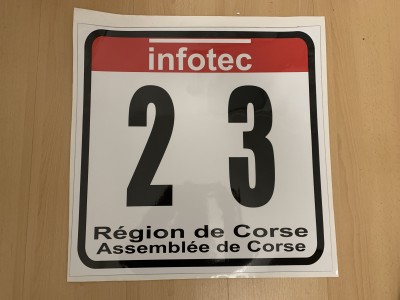 infotec
2 3
Région de Corse
Assemblée de Corse